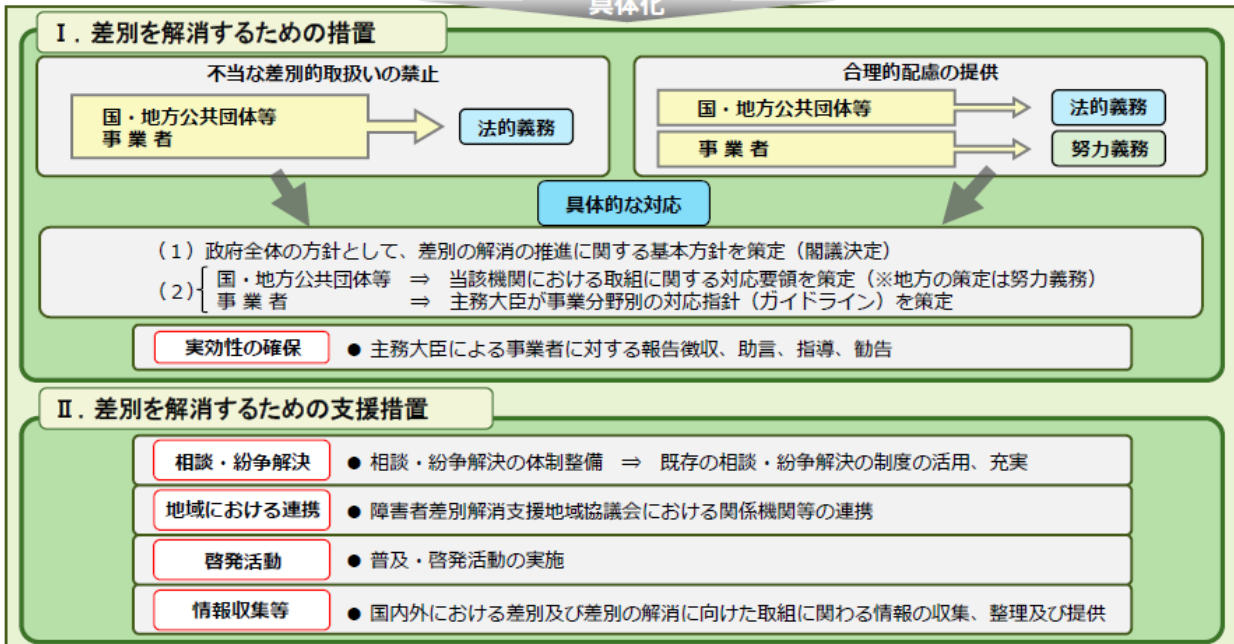 具体化
Ⅰ．差別を解消するための措置
不当な差別的取扱いの禁止
国・地方公共団体等
事 業 者
法的義務
合理的配慮の提供
国・地方公共団体等
法的義務
事 業 者
努力義務
具体的な対応
（１）政府全体の方針として、差別の解消の推進に関する基本方針を策定（閣議決定）
（２） 国・地方公共団体等 ⇒ 当該機関における取組に関する対応要領を策定（※地方の策定は努力義務）
事 業 者 ⇒ 主務大臣が事業分野別の対応指針（ガイドライン）を策定
実効性の確保 ● 主務大臣による事業者に対する報告徴収、助言、指導、勧告
Ⅱ．差別を解消するための支援措置
相談・紛争解決 ● 相談・紛争解決の体制整備 ⇒ 既存の相談・紛争解決の制度の活用、充実
地域における連携 ● 障害者差別解消支援地域協議会における関係機関等の連携
啓発活動 ● 普及・啓発活動の実施
情報収集等 ● 国内外における差別及び差別の解消に向けた取組に関わる情報の収集、整理及び提供